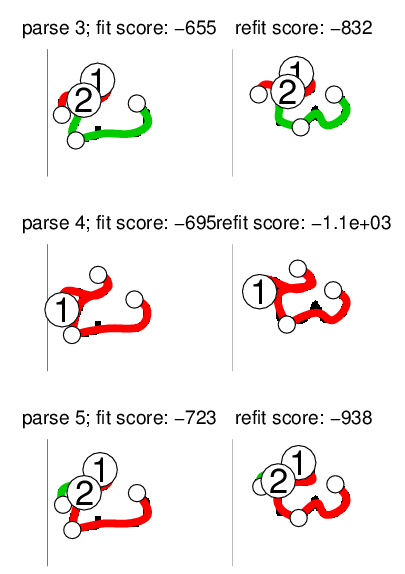 parse 3; fit score: −655 refit score: −832
1 1
2 2
parse 4; fit score: −695refit score: −1.1e+03
1 1
parse 5; fit score: −723 refit score: −938
1 1
2 2